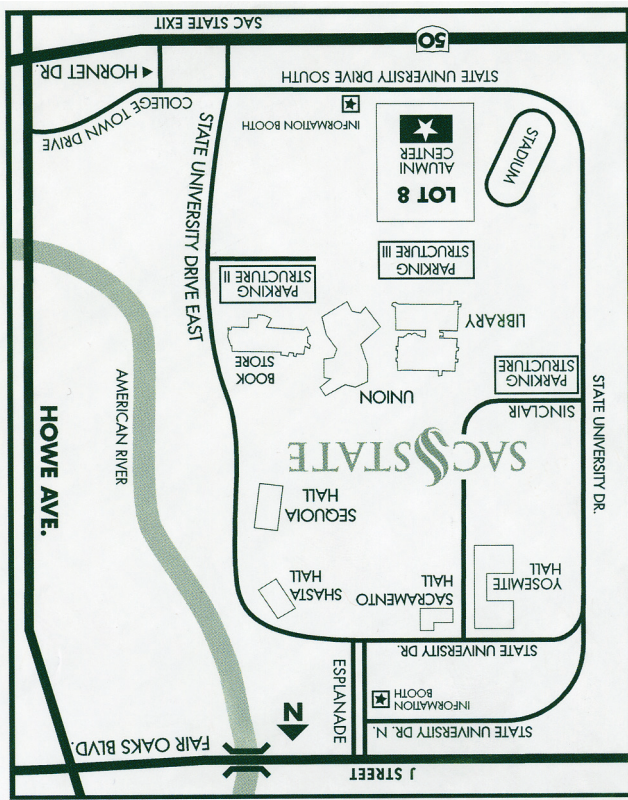 J STREET
FAIR OAKS BLVD.
N
STATE UNIVERSITY DR. N.
INFORMATION
BOOTH
ESPLANADE
STATE UNIVERSITY DR.
YOSEMITE
HALL
SACRAMENTO
HALL
SHASTA
HALL
SEQUOIA
HALL
SAC STATE
HOWE AVE.
AMERICAN RIVER
STATE UNIVERSITY DR.
SINCLAIR
PARKING
STRUCTURE
UNION
LIBRARY
BOOK
STORE
PARKING
STRUCTURE II
PARKING
STRUCTURE III
STATE UNIVERSITY DRIVE EAST
LOT 8
ALUMNI
CENTER
STADIUM
INFORMATION BOOTH
COLLEGE TOWN DRIVE
STATE UNIVERSITY DRIVE SOUTH
HORNET DR.
50
SAC STATE EXIT